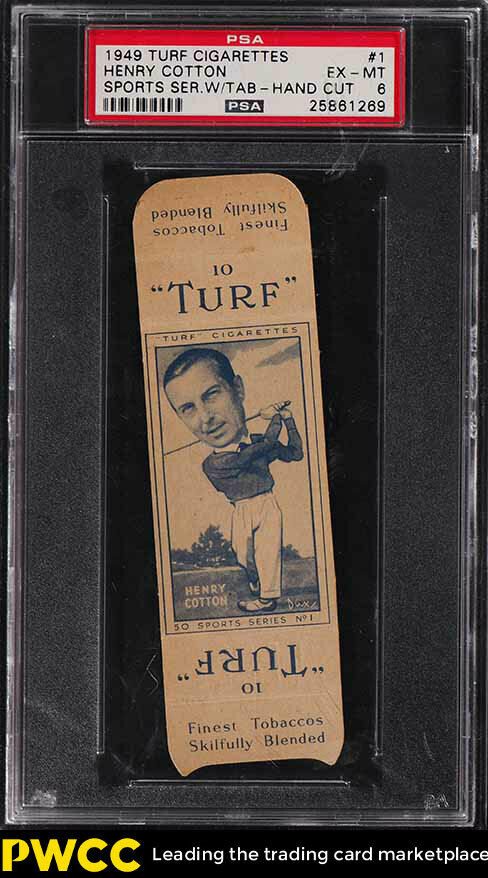 PSA
1949 TURF CIGARETTES #1
HENRY COTTON EX-MT
SPORTS SER.W/TAB-HAND CUT 6
PSA 25861269
Finest Tobaccos
Skilfully Blended
10
"TURF"
"TURF" CIGARETTES
HENRY
COTTON
Dax
50 SPORTS SERIES Nº1
"TURF"
10
Finest Tobaccos
Skilfully Blended
PWCC Leading the trading card marketplace